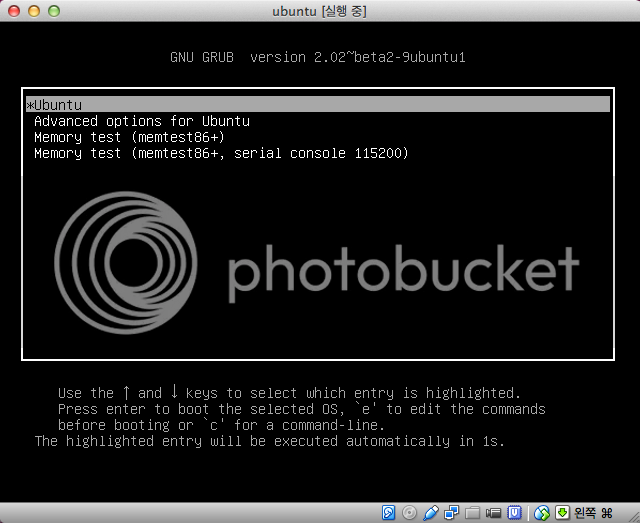 ubuntu [실행 중]
GNU GRUB  version 2.02~beta2-9ubuntu1
*Ubuntu
Advanced options for Ubuntu
Memory test (memtest86+)
Memory test (memtest86+, serial console 115200)
photobucket
Use the ↑ and ↓ keys to select which entry is highlighted.
Press enter to boot the selected OS, `e' to edit the commands
before booting or `c' for a command-line.
The highlighted entry will be executed automatically in 1s.
왼쪽 ⌘